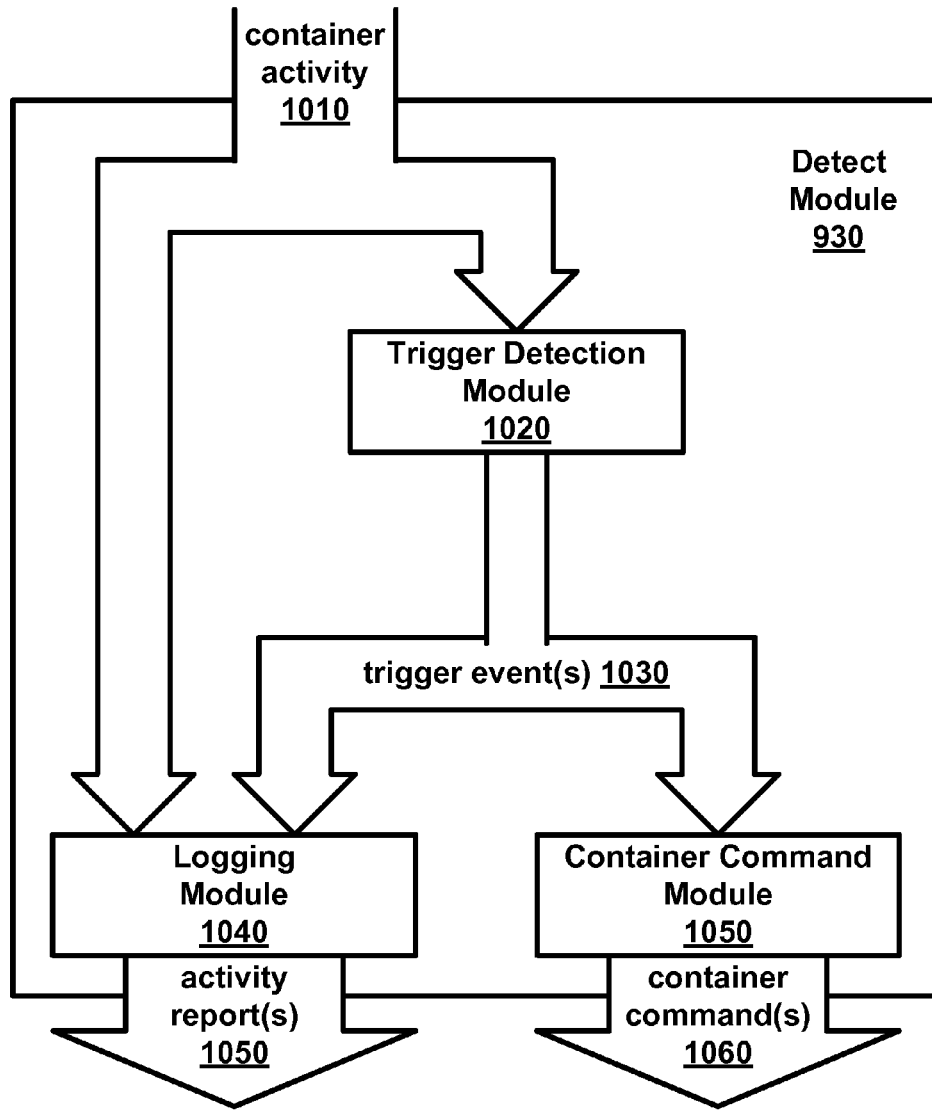 container
activity
1010
Detect
Module
930
Trigger Detection
Module
1020
trigger event(s) 1030
Logging
Module
1040
Container Command
Module
1050
activity
report(s)
1050
container
command(s)
1060